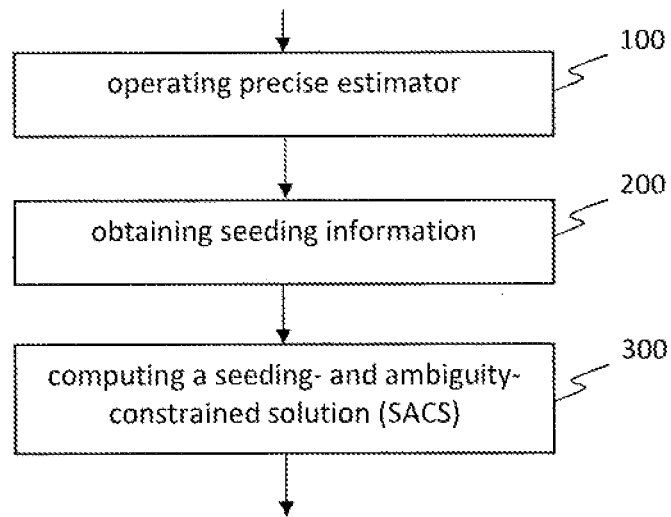 operating precise estimator
100
obtaining seeding information
200
computing a seeding- and ambiguity-
constrained solution (SACS)
300